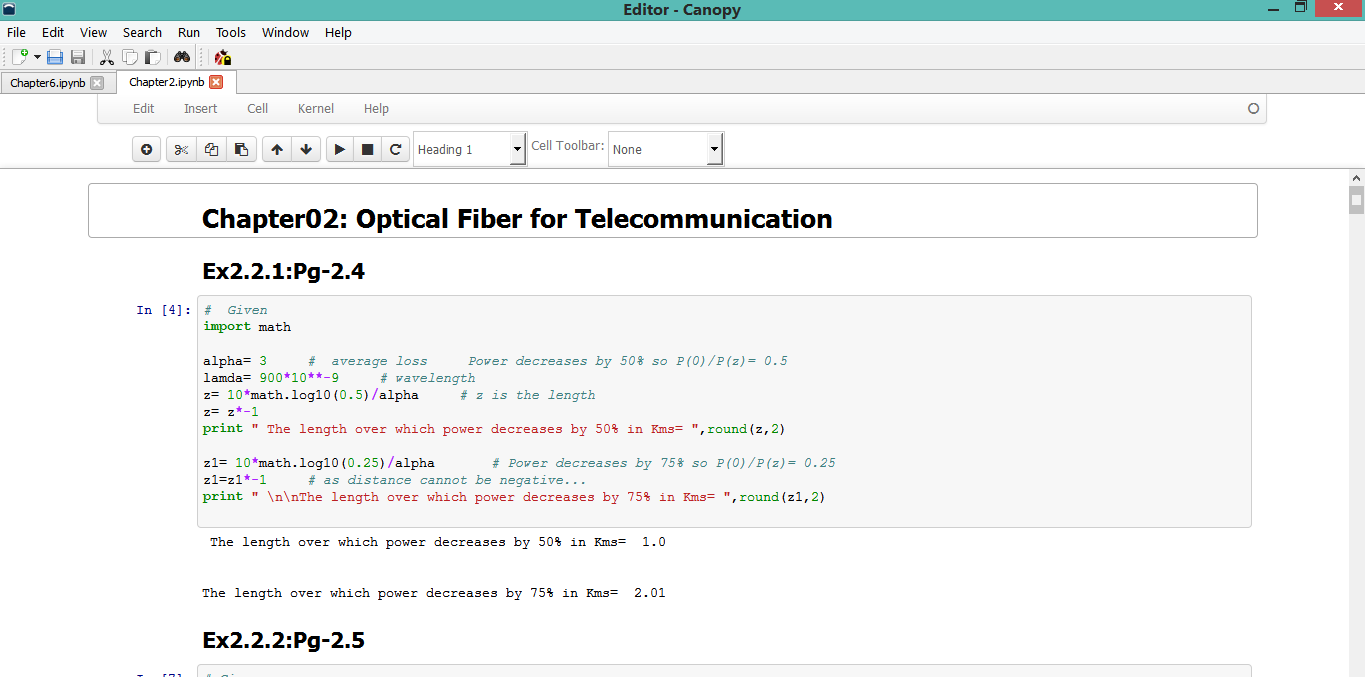 Editor - Canopy
File Edit View Search Run Tools Window Help
Chapter6.ipynb Chapter2.ipynb
Edit Insert Cell Kernel Help
Heading 1 Cell Toolbar: None
Chapter02: Optical Fiber for Telecommunication
Ex2.2.1:Pg-2.4
In [4]: #  Given
import math
alpha= 3     #  average loss     Power decreases by 50% so P(0)/P(z)= 0.5
lamda= 900*10**-9     # wavelength
z= 10*math.log10(0.5)/alpha     # z is the length
z= z*-1
print " The length over which power decreases by 50% in Kms= ",round(z,2)
z1= 10*math.log10(0.25)/alpha       # Power decreases by 75% so P(0)/P(z)= 0.25
z1=z1*-1     # as distance cannot be negative...
print " \n\nThe length over which power decreases by 75% in Kms= ",round(z1,2)
The length over which power decreases by 50% in Kms=  1.0
The length over which power decreases by 75% in Kms=  2.01
Ex2.2.2:Pg-2.5